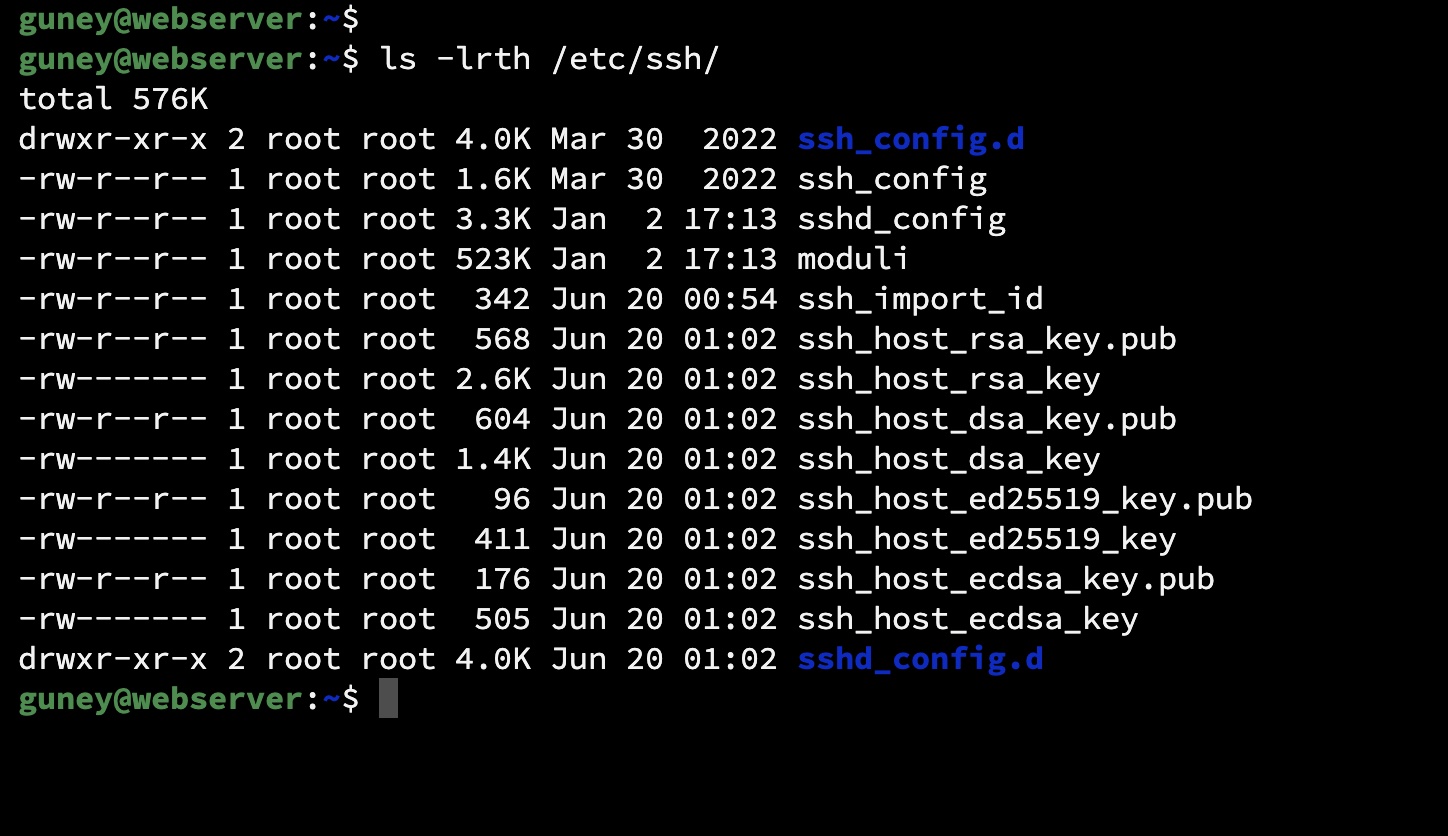 guney@webserver:~$
guney@webserver:~$ ls -lrth /etc/ssh/
total 576K
drwxr-xr-x 2 root root 4.0K Mar 30  2022 ssh_config.d
-rw-r--r-- 1 root root 1.6K Mar 30  2022 ssh_config
-rw-r--r-- 1 root root 3.3K Jan  2 17:13 sshd_config
-rw-r--r-- 1 root root 523K Jan  2 17:13 moduli
-rw-r--r-- 1 root root  342 Jun 20 00:54 ssh_import_id
-rw-r--r-- 1 root root  568 Jun 20 01:02 ssh_host_rsa_key.pub
-rw------- 1 root root 2.6K Jun 20 01:02 ssh_host_rsa_key
-rw-r--r-- 1 root root  604 Jun 20 01:02 ssh_host_dsa_key.pub
-rw------- 1 root root 1.4K Jun 20 01:02 ssh_host_dsa_key
-rw-r--r-- 1 root root   96 Jun 20 01:02 ssh_host_ed25519_key.pub
-rw------- 1 root root  411 Jun 20 01:02 ssh_host_ed25519_key
-rw-r--r-- 1 root root  176 Jun 20 01:02 ssh_host_ecdsa_key.pub
-rw------- 1 root root  505 Jun 20 01:02 ssh_host_ecdsa_key
drwxr-xr-x 2 root root 4.0K Jun 20 01:02 sshd_config.d
guney@webserver:~$